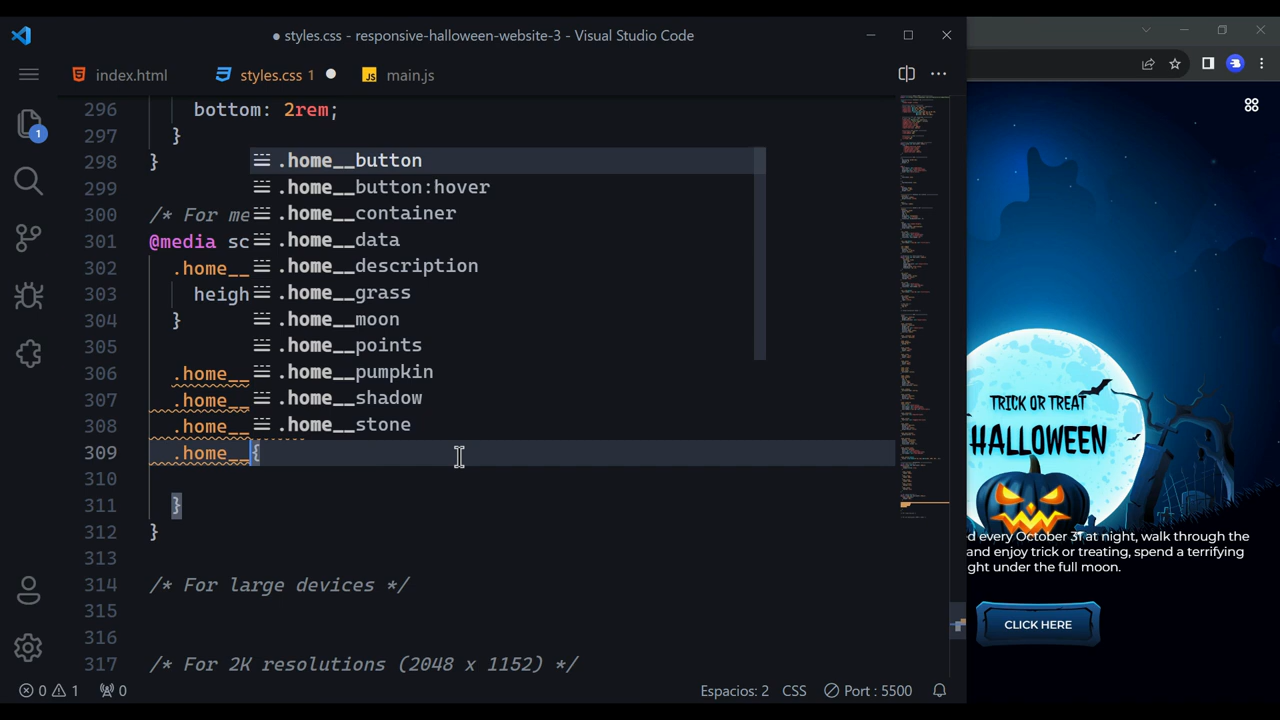 ● styles.css - responsive-halloween-website-3 - Visual Studio Code
index.html
styles.css 1
JS main.js
1
296 bottom: 2rem;
297 }
298 }
299
300 /* For me
301 @media sc
302 .home__
303 heigh
304 }
305
306 .home__
307 .home__
308 .home__
309 .home__{
310
311 }
312 }
313
314 /* For large devices */
315
316
317 /* For 2K resolutions (2048 x 1152) */
.home__button
.home__button:hover
.home__container
.home__data
.home__description
.home__grass
.home__moon
.home__points
.home__pumpkin
.home__shadow
.home__stone
TRICK OR TREAT
HALLOWEEN
d every October 31 at night, walk through the
and enjoy trick or treating, spend a terrifying
ght under the full moon.
CLICK HERE
0 1 0
Espacios: 2 CSS Port : 5500